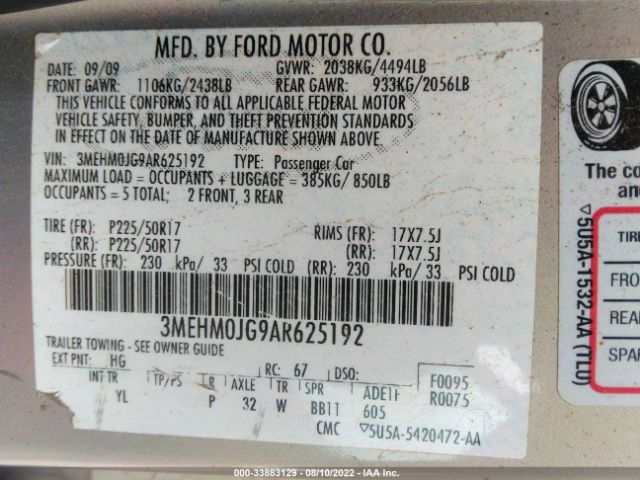 MFD. BY FORD MOTOR CO.
DATE: 09/09 GVWR: 2038KG/4494LB
FRONT GAWR: 1106KG/2438LB REAR GAWR: 933KG/2056LB
THIS VEHICLE CONFORMS TO ALL APPLICABLE FEDERAL MOTOR
VEHICLE SAFETY, BUMPER, AND THEFT PREVENTION STANDARDS
IN EFFECT ON THE DATE OF MANUFACTURE SHOWN ABOVE.
VIN: 3MEHM0JG9AR625192 TYPE: Passenger Car
MAXIMUM LOAD = OCCUPANTS + LUGGAGE = 385KG/ 850LB
OCCUPANTS = 5 TOTAL; 2 FRONT, 3 REAR
TIRE (FR): P225/50R17 RIMS (FR): 17X7.5J
(RR): P225/50R17 (RR): 17X7.5J
PRESSURE (FR): 230 kPa/ 33 PSI COLD (RR): 230 kPa/ 33 PSI COLD
3MEHM0JG9AR625192
TRAILER TOWING - SEE OWNER GUIDE
EXT PNT: HG RC: 67 DSO: F0095
INT TR TP/PS R AXLE TR SPR ADE1F R0075
YL P 32 W BB11 605
CMC ▽5U5A-5420472-AA
The co
an
▽5U5A-1532-AA (TL0)
TIRE
FRO
REA
SPAR
000-33883129 - 08/10/2022 - IAA Inc.